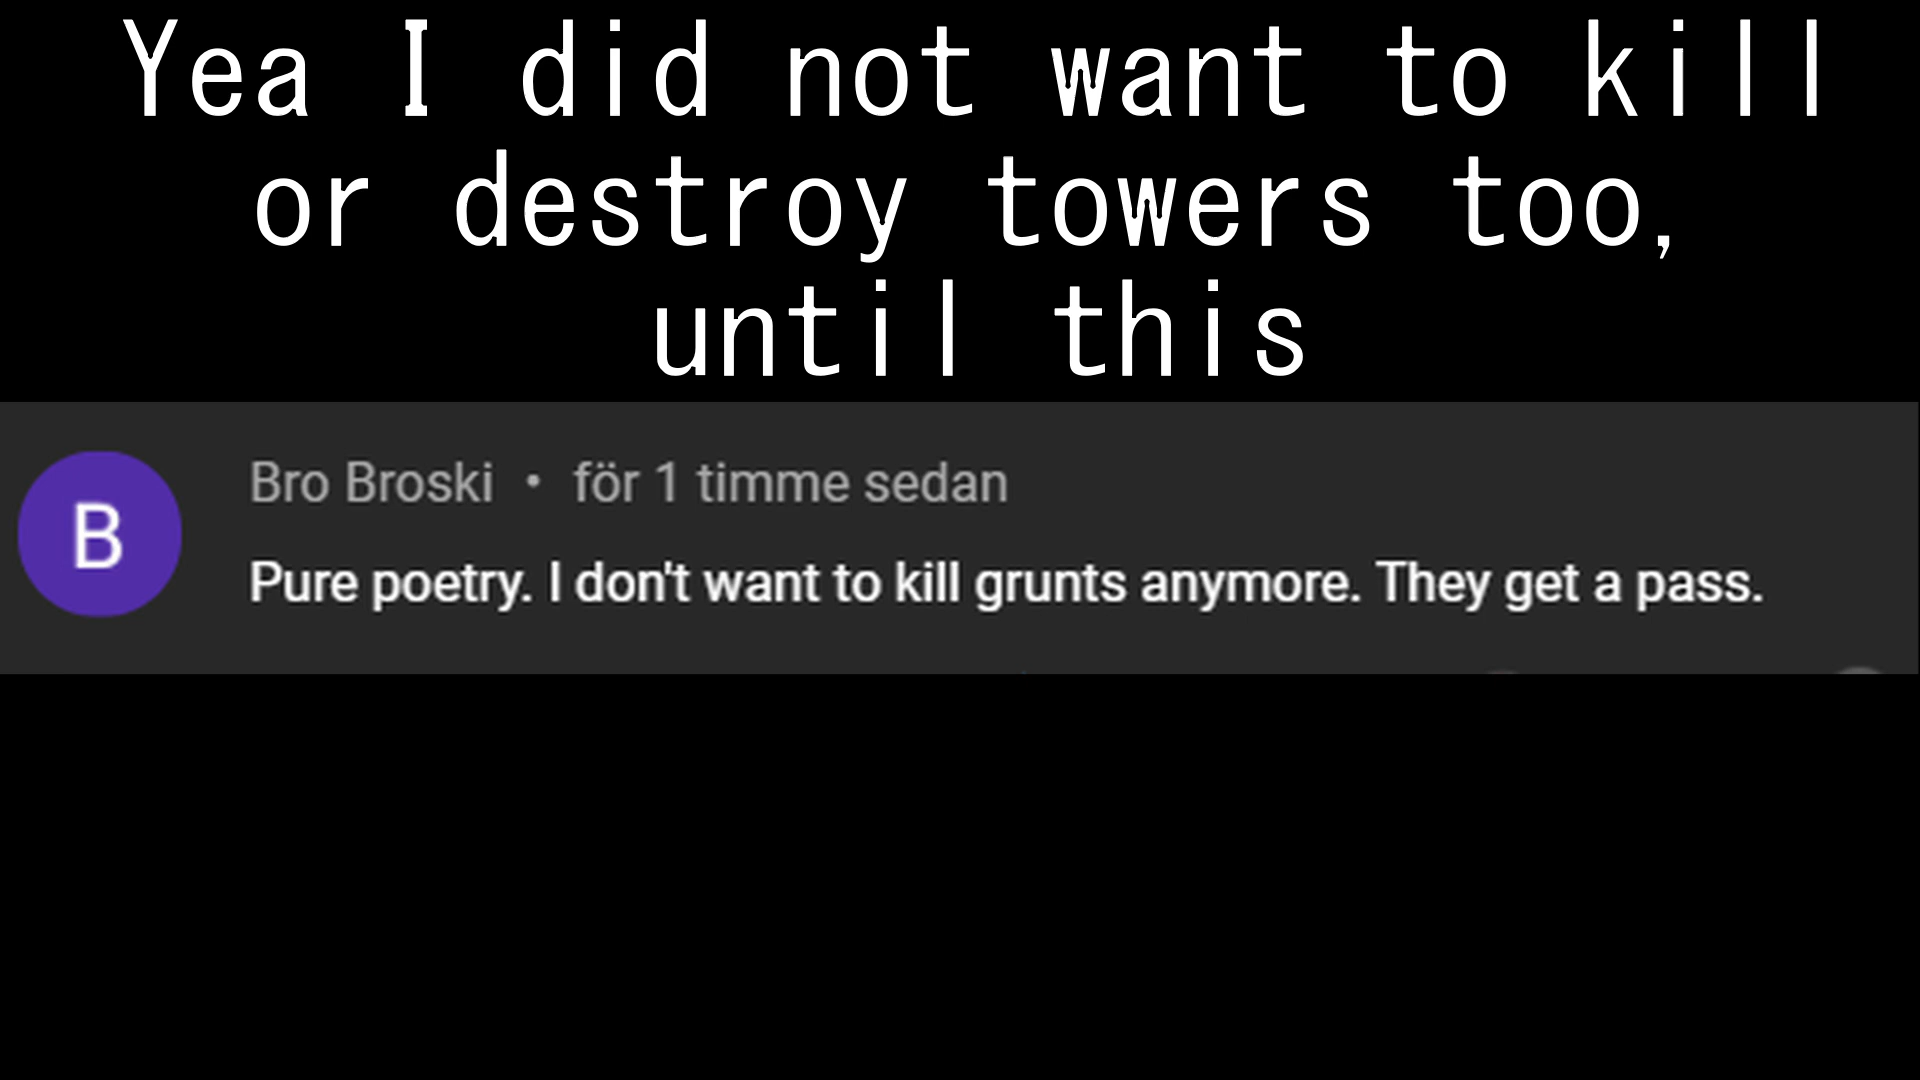 Yea I did not want to kill
or destroy towers too,
until this
B
Bro Broski • för 1 timme sedan
Pure poetry. I don't want to kill grunts anymore. They get a pass.